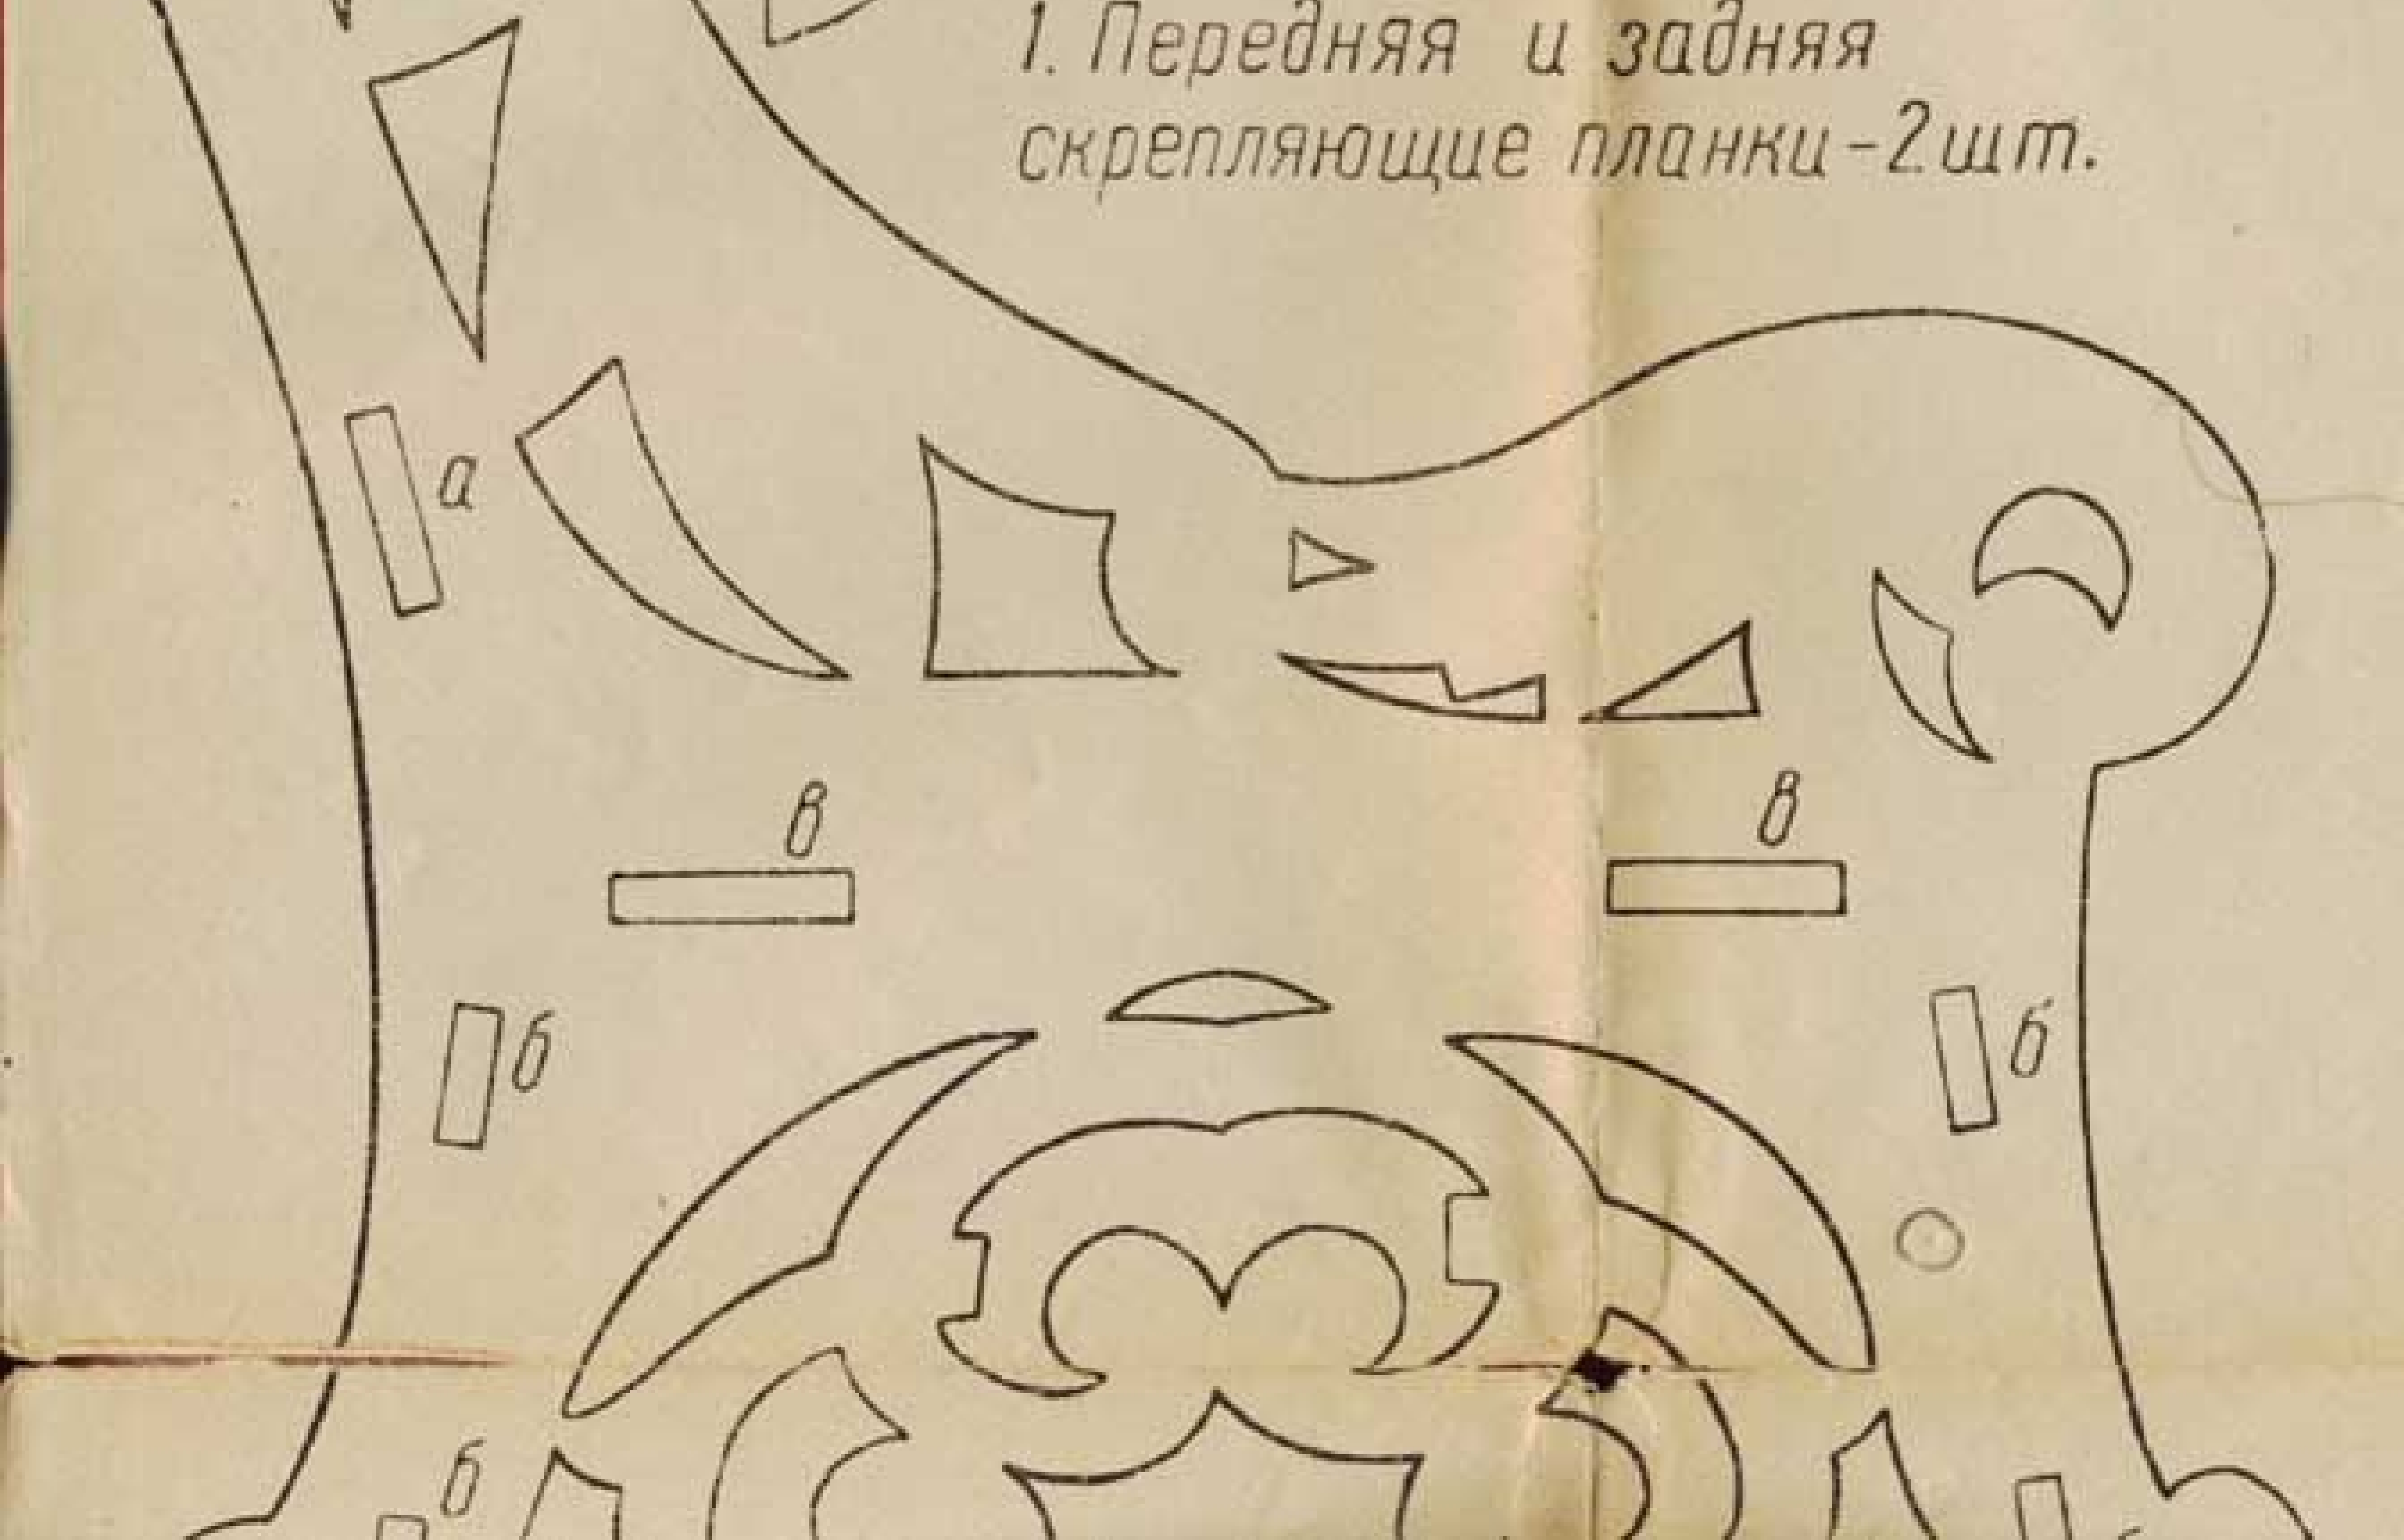 1. Передняя и задняя
скрепляющие планки-2шт.
а
в
в
б
б
б